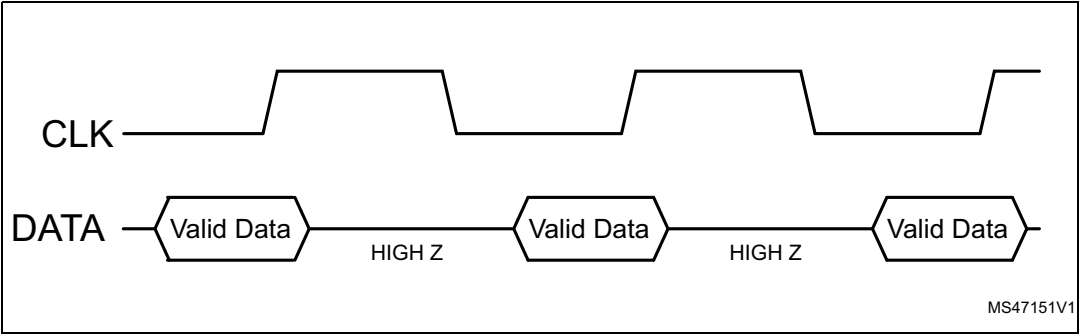 CLK
DATA
Valid Data
HIGH Z
Valid Data
HIGH Z
Valid Data
MS47151V1